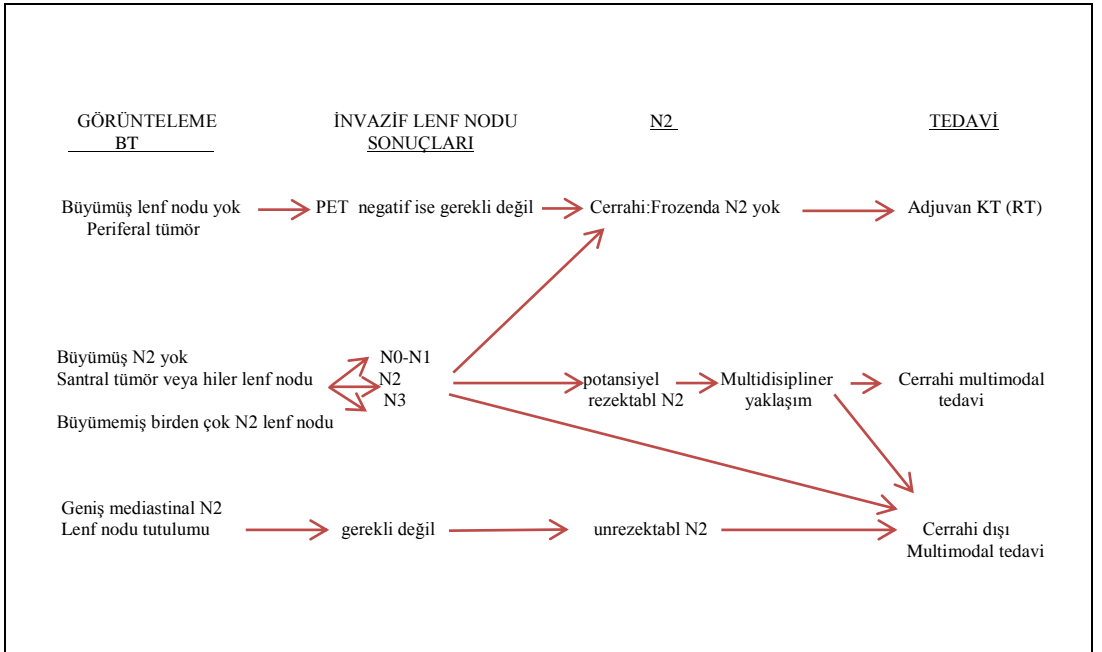 GÖRÜNTELEME
BT
İNVAZİF LENF NODU
SONUÇLARI
N2
TEDAVİ
Büyümüş lenf nodu yok
Periferal tümör
PET negatif ise gerekli değil
Cerrahi:Frozenda N2 yok
Adjuvan KT (RT)
Büyümüş N2 yok
Santral tümör veya hiler lenf nodu
Büyümemiş birden çok N2 lenf nodu
N0-N1
N2
N3
potansiyel
rezektabl N2
Multidisipliner
yaklaşım
Cerrahi multimodal
tedavi
Geniş mediastinal N2
Lenf nodu tutulumu
gerekli değil
unrezektabl N2
Cerrahi dışı
Multimodal tedavi